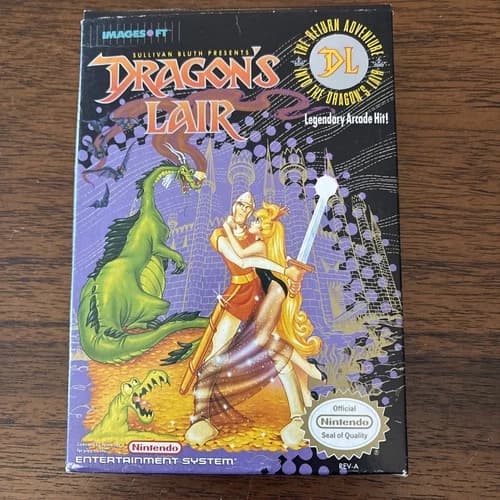 IMAGESOFT
SULLIVAN BLUTH PRESENTS
DRAGON'S
LAIR
THE RETURN ADVENTURE
DL
INTO THE DRAGON'S LAIR
Legendary Arcade Hit!
Nintendo
ENTERTAINMENT SYSTEM
Official
Nintendo
Seal of Quality
REV-A